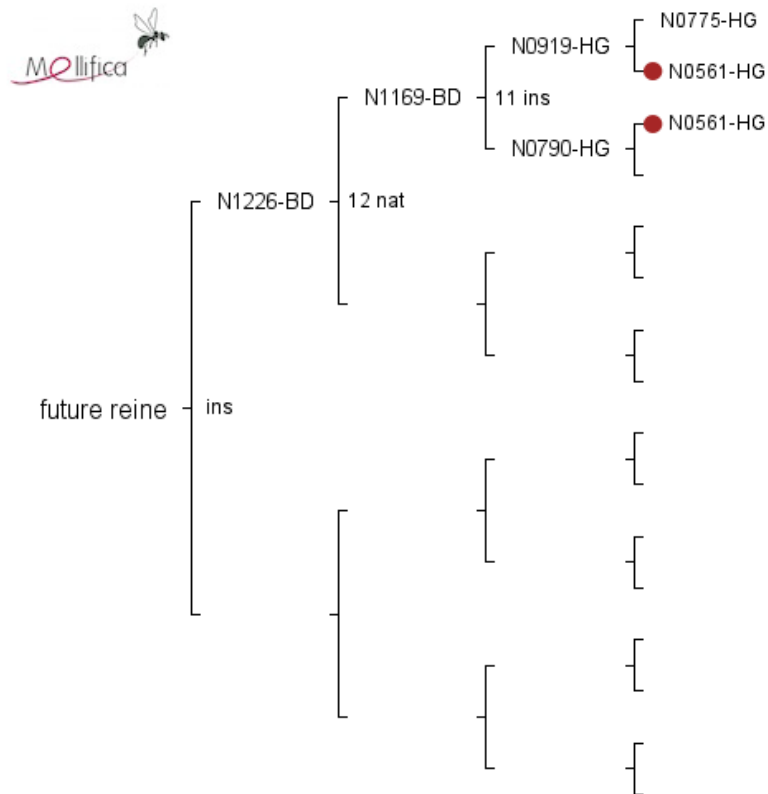 Mellifica
N0775-HG
N0919-HG
N0561-HG
N1169-BD
11 ins
N0561-HG
N0790-HG
N1226-BD
12 nat
future reine
ins